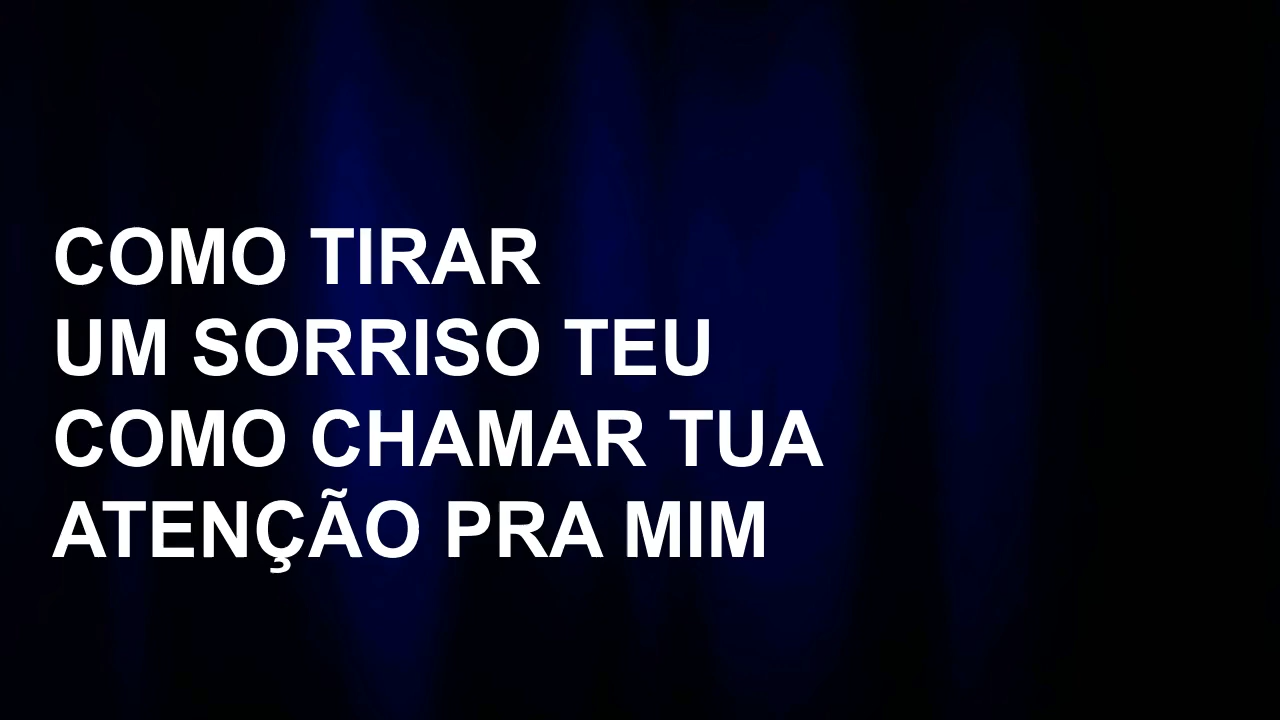 COMO TIRAR
UM SORRISO TEU
COMO CHAMAR TUA
ATENÇÃO PRA MIM